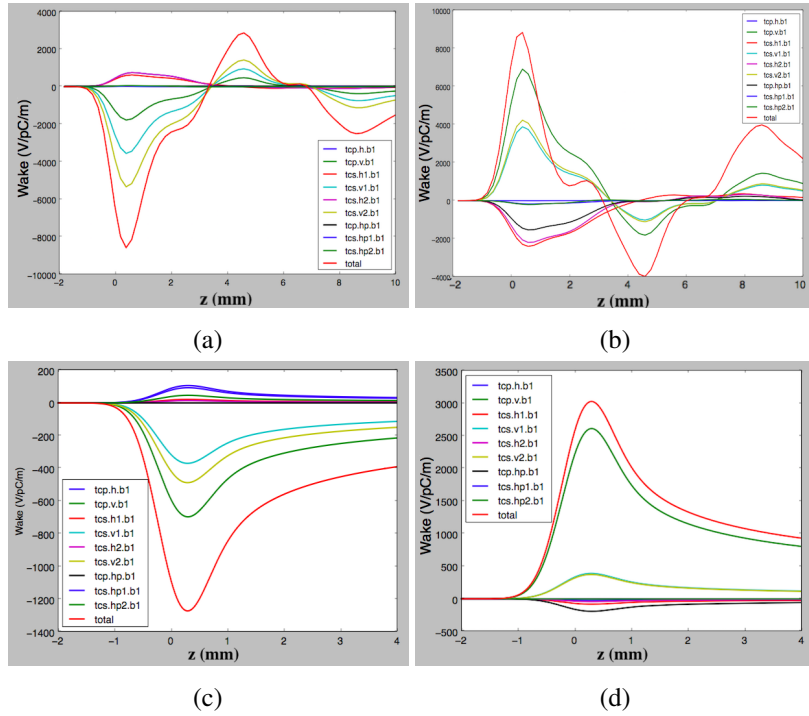 4000
2000
0
−2000
−4000
−6000
−8000
−10000
Wake (V/pC/m)
tcp.h.b1
tcp.v.b1
tcs.h1.b1
tcs.v1.b1
tcs.h2.b1
tcs.v2.b1
tcp.hp.b1
tcs.hp1.b1
tcs.hp2.b1
total
−2 0 2 4 6 8 10
z (mm)
(a)
10000
8000
6000
4000
2000
0
−2000
−4000
Wake (V/pC/m)
tcp.h.b1
tcp.v.b1
tcs.h1.b1
tcs.v1.b1
tcs.h2.b1
tcs.v2.b1
tcp.hp.b1
tcs.hp1.b1
tcs.hp2.b1
total
−2 0 2 4 6 8 10
z (mm)
(b)
200
0
−200
−400
−600
−800
−1000
−1200
−1400
Wake (V/pC/m)
tcp.h.b1
tcp.v.b1
tcs.h1.b1
tcs.v1.b1
tcs.h2.b1
tcs.v2.b1
tcp.hp.b1
tcs.hp1.b1
tcs.hp2.b1
total
−2 −1 0 1 2 3 4
z (mm)
(c)
3500
3000
2500
2000
1500
1000
500
0
500
Wake (V/pC/m)
tcp.h.b1
tcp.v.b1
tcs.h1.b1
tcs.v1.b1
tcs.h2.b1
tcs.v2.b1
tcp.hp.b1
tcs.hp1.b1
tcs.hp2.b1
total
−2 −1 0 1 2 3 4
z (mm)
(d)